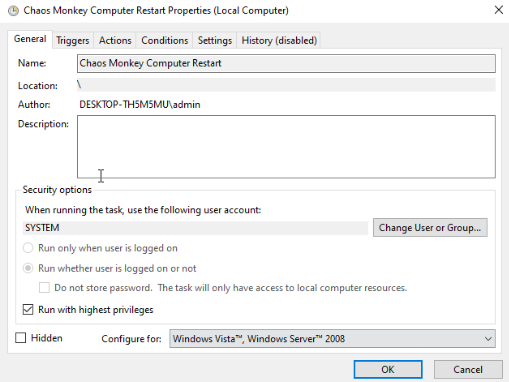 Chaos Monkey Computer Restart Properties (Local Computer)
General Triggers Actions Conditions Settings History (disabled)
Name: Chaos Monkey Computer Restart
Location: \
Author: DESKTOP-TH5M5MU\admin
Description:
Security options
When running the task, use the following user account:
SYSTEM Change User or Group...
Run only when user is logged on
Run whether user is logged on or not
Do not store password. The task will only have access to local computer resources.
Run with highest privileges
Hidden Configure for: Windows Vista™, Windows Server™ 2008
OK Cancel